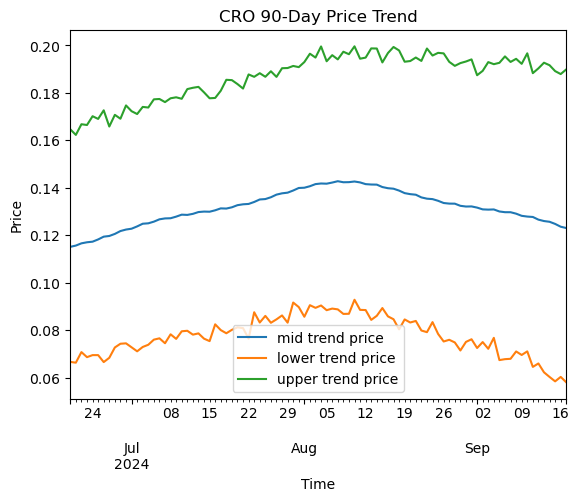 CRO 90-Day Price Trend
Price
0.20
0.18
0.16
0.14
0.12
0.10
0.08
0.06
mid trend price
lower trend price
upper trend price
24 08 15 22 29 05 12 19 26 02 09 16
Jul Aug Sep
2024
Time